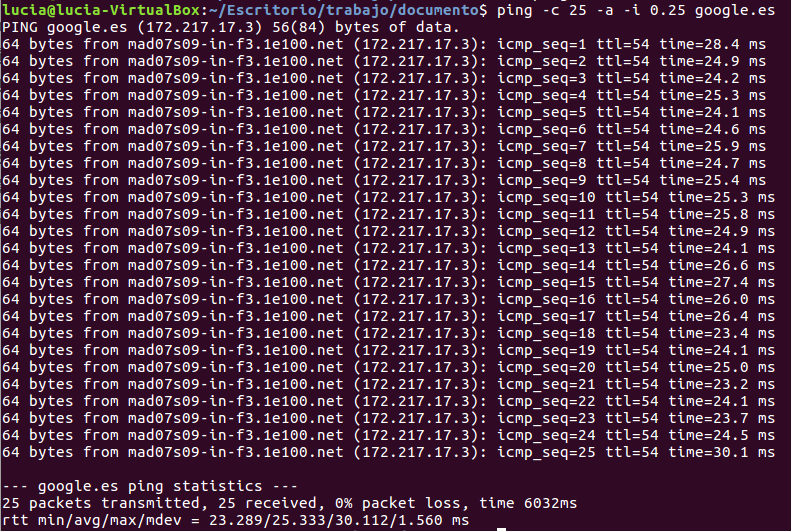 lucia@lucia-VirtualBox:~/Escritorio/trabajo/documento$ ping -c 25 -a -i 0.25 google.es
PING google.es (172.217.17.3) 56(84) bytes of data.
64 bytes from mad07s09-in-f3.1e100.net (172.217.17.3): icmp_seq=1 ttl=54 time=28.4 ms
64 bytes from mad07s09-in-f3.1e100.net (172.217.17.3): icmp_seq=2 ttl=54 time=24.9 ms
64 bytes from mad07s09-in-f3.1e100.net (172.217.17.3): icmp_seq=3 ttl=54 time=24.2 ms
64 bytes from mad07s09-in-f3.1e100.net (172.217.17.3): icmp_seq=4 ttl=54 time=25.3 ms
64 bytes from mad07s09-in-f3.1e100.net (172.217.17.3): icmp_seq=5 ttl=54 time=24.1 ms
64 bytes from mad07s09-in-f3.1e100.net (172.217.17.3): icmp_seq=6 ttl=54 time=24.6 ms
64 bytes from mad07s09-in-f3.1e100.net (172.217.17.3): icmp_seq=7 ttl=54 time=25.9 ms
64 bytes from mad07s09-in-f3.1e100.net (172.217.17.3): icmp_seq=8 ttl=54 time=24.7 ms
64 bytes from mad07s09-in-f3.1e100.net (172.217.17.3): icmp_seq=9 ttl=54 time=25.4 ms
64 bytes from mad07s09-in-f3.1e100.net (172.217.17.3): icmp_seq=10 ttl=54 time=25.3 ms
64 bytes from mad07s09-in-f3.1e100.net (172.217.17.3): icmp_seq=11 ttl=54 time=25.8 ms
64 bytes from mad07s09-in-f3.1e100.net (172.217.17.3): icmp_seq=12 ttl=54 time=24.9 ms
64 bytes from mad07s09-in-f3.1e100.net (172.217.17.3): icmp_seq=13 ttl=54 time=24.1 ms
64 bytes from mad07s09-in-f3.1e100.net (172.217.17.3): icmp_seq=14 ttl=54 time=26.6 ms
64 bytes from mad07s09-in-f3.1e100.net (172.217.17.3): icmp_seq=15 ttl=54 time=27.4 ms
64 bytes from mad07s09-in-f3.1e100.net (172.217.17.3): icmp_seq=16 ttl=54 time=26.0 ms
64 bytes from mad07s09-in-f3.1e100.net (172.217.17.3): icmp_seq=17 ttl=54 time=26.4 ms
64 bytes from mad07s09-in-f3.1e100.net (172.217.17.3): icmp_seq=18 ttl=54 time=23.4 ms
64 bytes from mad07s09-in-f3.1e100.net (172.217.17.3): icmp_seq=19 ttl=54 time=24.1 ms
64 bytes from mad07s09-in-f3.1e100.net (172.217.17.3): icmp_seq=20 ttl=54 time=25.0 ms
64 bytes from mad07s09-in-f3.1e100.net (172.217.17.3): icmp_seq=21 ttl=54 time=23.2 ms
64 bytes from mad07s09-in-f3.1e100.net (172.217.17.3): icmp_seq=22 ttl=54 time=24.1 ms
64 bytes from mad07s09-in-f3.1e100.net (172.217.17.3): icmp_seq=23 ttl=54 time=23.7 ms
64 bytes from mad07s09-in-f3.1e100.net (172.217.17.3): icmp_seq=24 ttl=54 time=24.5 ms
64 bytes from mad07s09-in-f3.1e100.net (172.217.17.3): icmp_seq=25 ttl=54 time=30.1 ms
--- google.es ping statistics ---
25 packets transmitted, 25 received, 0% packet loss, time 6032ms
rtt min/avg/max/mdev = 23.289/25.333/30.112/1.560 ms